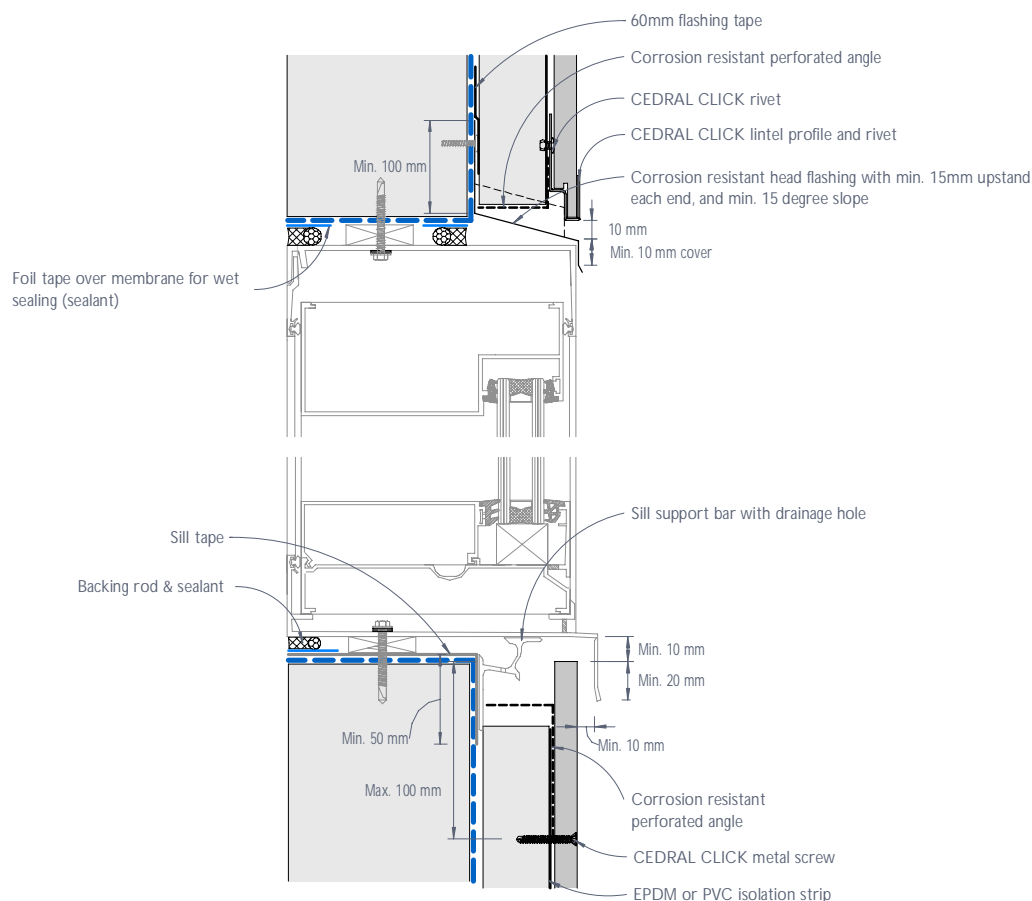 60mm flashing tape
Corrosion resistant perforated angle
CEDRAL CLICK rivet
CEDRAL CLICK lintel profile and rivet
Min. 100 mm
Corrosion resistant head flashing with min. 15mm upstand
each end, and min. 15 degree slope
10 mm
Min. 10 mm cover
Foil tape over membrane for wet
sealing (sealant)
Sill support bar with drainage hole
Sill tape
Backing rod & sealant
Min. 10 mm
Min. 20 mm
Min. 50 mm
Min. 10 mm
Max. 100 mm
Corrosion resistant
perforated angle
CEDRAL CLICK metal screw
EPDM or PVC isolation strip